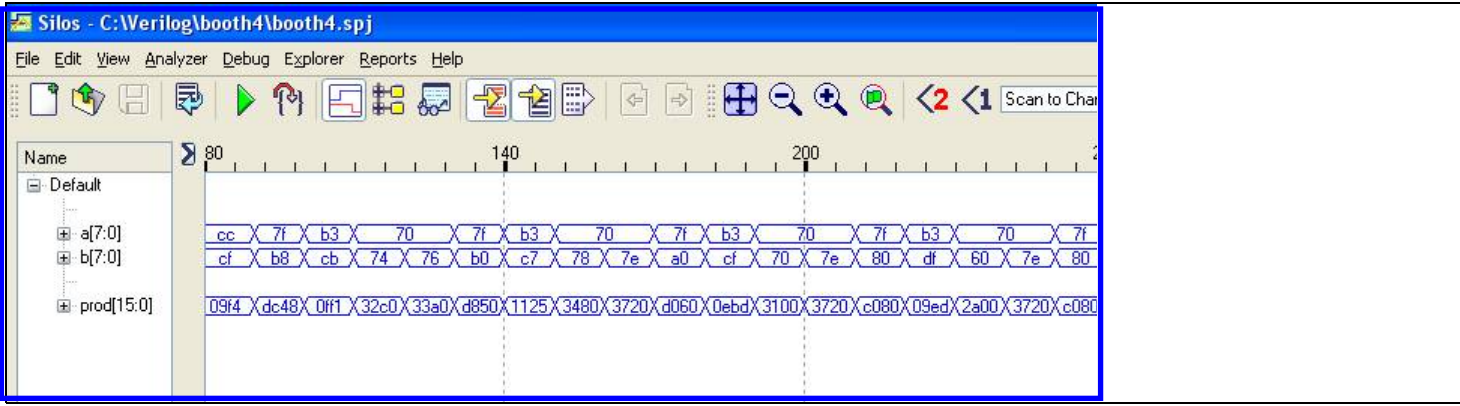 Silos - C:\Verilog\booth4\booth4.spj
File Edit View Analyzer Debug Explorer Reports Help
2 1 Scan to Char
Name 80 140 200 2
Default
a[7:0] cc 7f b3 70 7f b3 70 7f b3 70 7f b3 70 7f
b[7:0] cf b8 cb 74 76 b0 c7 78 7e a0 cf 70 7e 80 df 60 7e 80
prod[15:0] 09f4 dc48 0ff1 32c0 33a0 d850 1125 3480 3720 d060 0ebd 3100 3720 c080 09ed 2a00 3720 c080